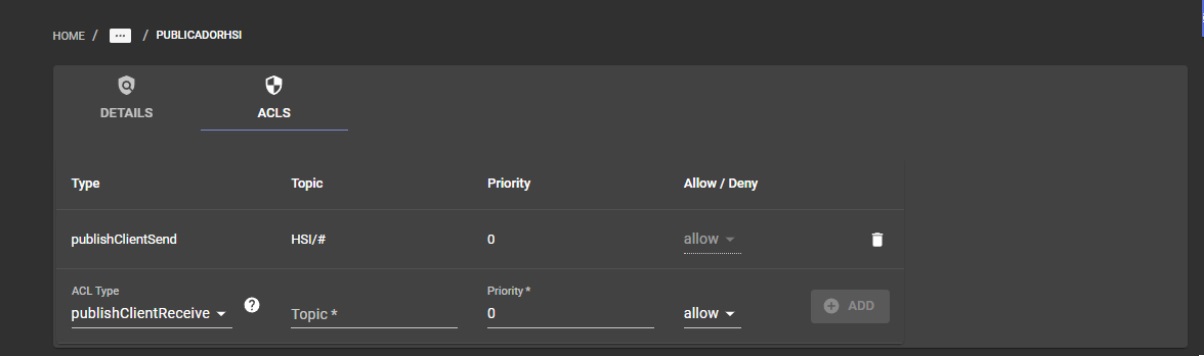 HOME / ... / PUBLICADORHSI
DETAILS ACLS
Type Topic Priority Allow / Deny
publishClientSend HSI/# 0 allow
ACL Type Priority *
publishClientReceive ? Topic * 0 allow ADD